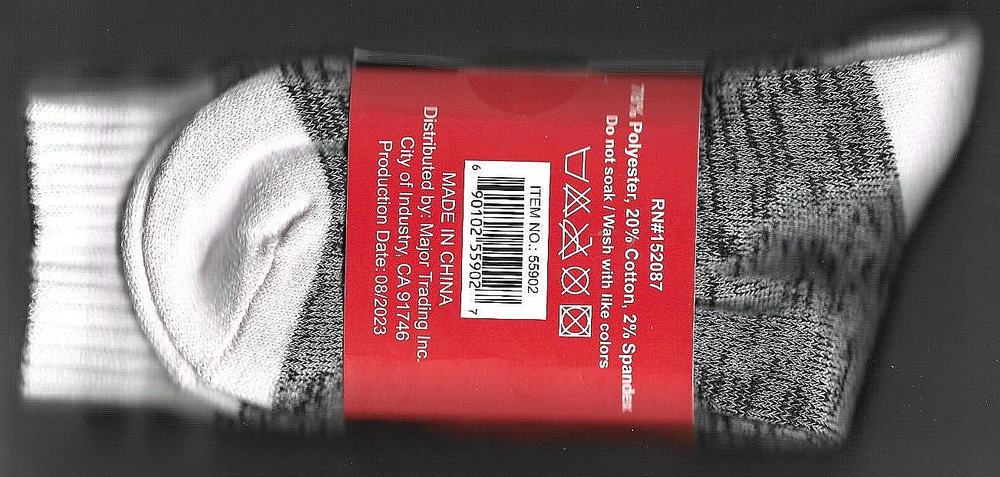 RN#152087
78% Polyester, 20% Cotton, 2% Spandex
Do not soak / Wash with like colors
ITEM NO.: 55902
6 90102 55902 7
MADE IN CHINA
Distributed by: Major Trading Inc.
City of Industry, CA 91746
Production Date: 08/2023